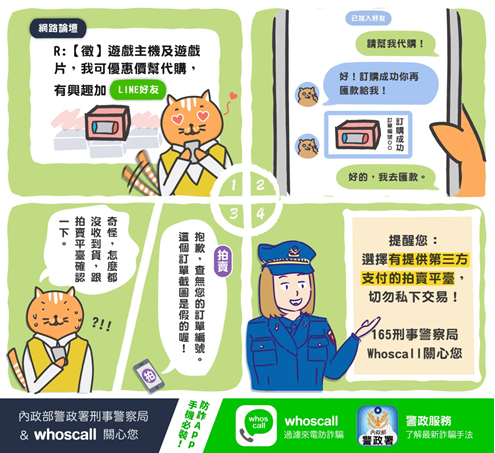 網路論壇
R:【徵】遊戲主機及遊戲
片，我可優惠價幫代購，
有興趣加 LINE好友
已加入好友
請幫我代購！
好！訂購成功你再
匯款給我！
訂購成功
訂單編號○○
好的，我去匯款。
1 2
3 4
奇怪，怎麼都
沒收到貨，跟
拍賣平臺確認
一下。
?!!
拍賣
抱歉，查無您的訂單編號。
這個訂單截圖是假的喔！
拍
提醒您：
選擇有提供第三方
支付的拍賣平臺，
切勿私下交易！
165刑事警察局
Whoscall關心您
內政部警政署刑事警察局
& whoscall 關心您
防詐APP
手機必裝！
whos
call
whoscall
過濾來電防詐騙
內政部
警政署
警政服務
了解最新詐騙手法